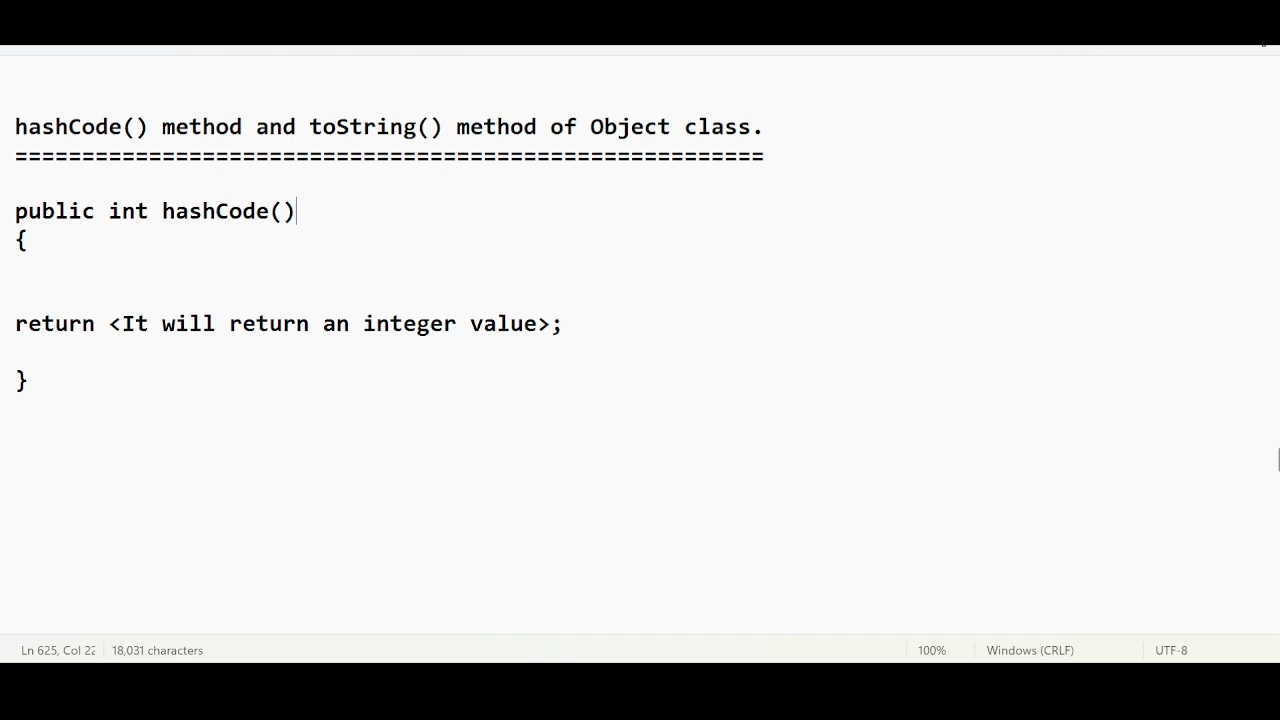 hashCode() method and toString() method of Object class.
========================================================
public int hashCode()
{
return <It will return an integer value>;
}
Ln 625, Col 22 18,031 characters 100% Windows (CRLF) UTF-8